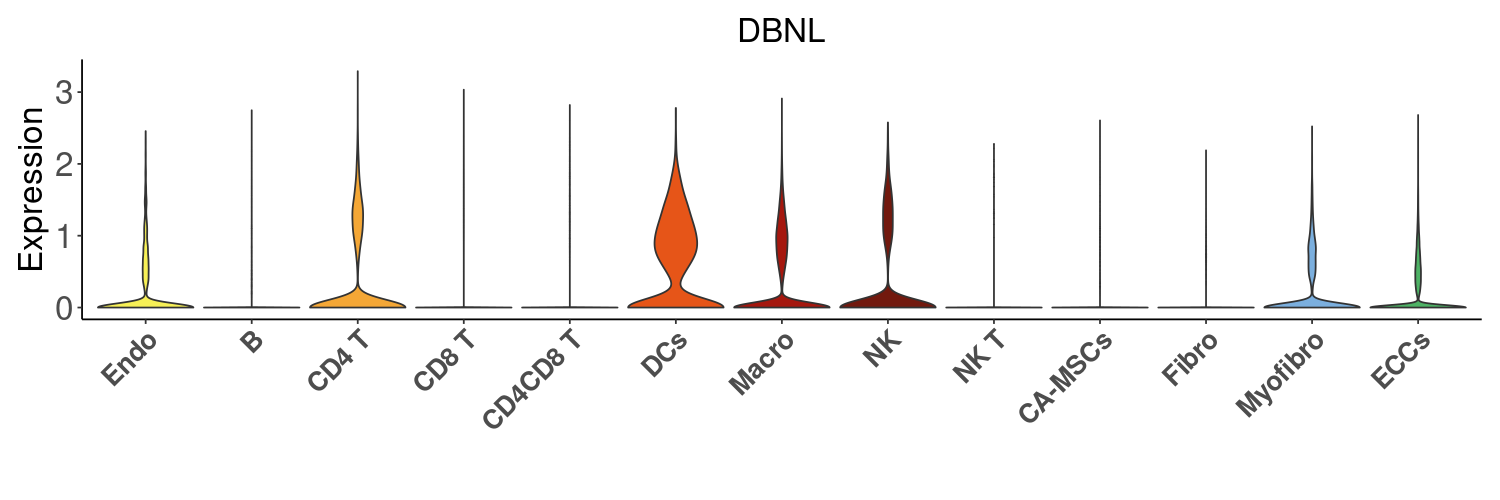 DBNL
Expression
3
2
1
0
Endo
B
CD4 T
CD8 T
CD4CD8 T
DCs
Macro
NK
NK T
CA-MSCs
Fibro
Myofibro
ECCs